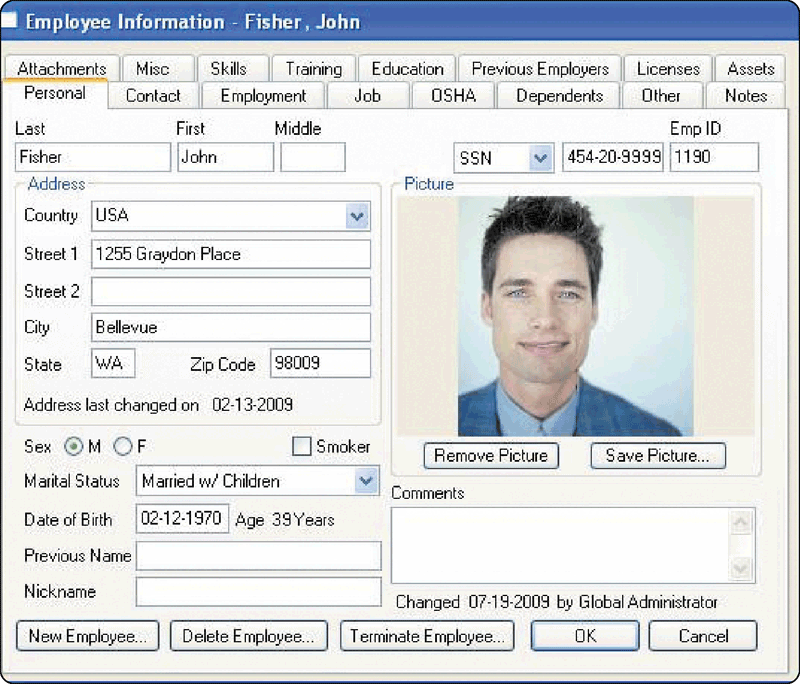 Employee Information - Fisher, John
Attachments Misc Skills Training Education Previous Employers Licenses Assets
Personal Contact Employment Job OSHA Dependents Other Notes
Last First Middle Emp ID
Fisher John SSN 454-20-9999 1190
Address Picture
Country USA
Street 1 1255 Graydon Place
Street 2
City Bellevue
State WA Zip Code 98009
Address last changed on 02-13-2009
Sex M F Smoker
Remove Picture Save Picture...
Marital Status Married w/ Children
Comments
Date of Birth 02-12-1970 Age 39 Years
Previous Name
Nickname
Changed 07-19-2009 by Global Administrator
New Employee... Delete Employee... Terminate Employee... OK Cancel